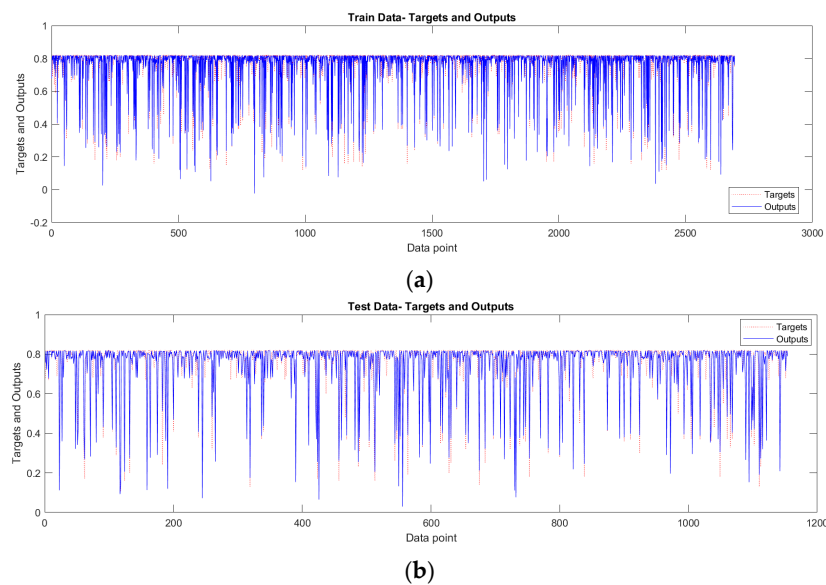 Train Data- Targets and Outputs
1
0.8
0.6
0.4
0.2
0
-0.2
Targets and Outputs
0 500 1000 1500 2000 2500 3000
Data point
Targets
Outputs
(a)
Test Data- Targets and Outputs
1
0.8
0.6
0.4
0.2
0
Targets and Outputs
0 200 400 600 800 1000 1200
Data point
Targets
Outputs
(b)